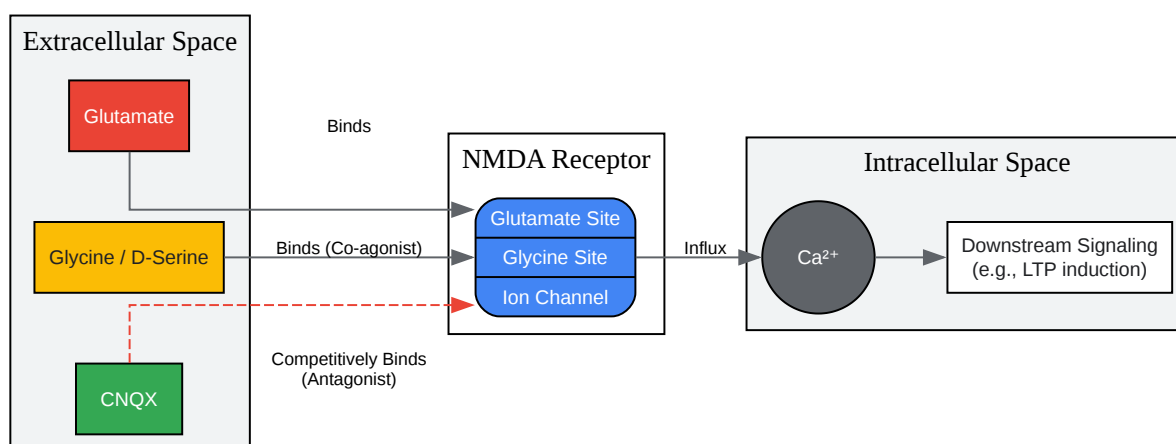 Extracellular Space
Glutamate
Binds
NMDA Receptor
Intracellular Space
Glutamate Site
Glycine / D-Serine
Binds (Co-agonist)
Glycine Site
Influx
Ca²⁺
Downstream Signaling
(e.g., LTP induction)
Ion Channel
Competitively Binds
(Antagonist)
CNQX